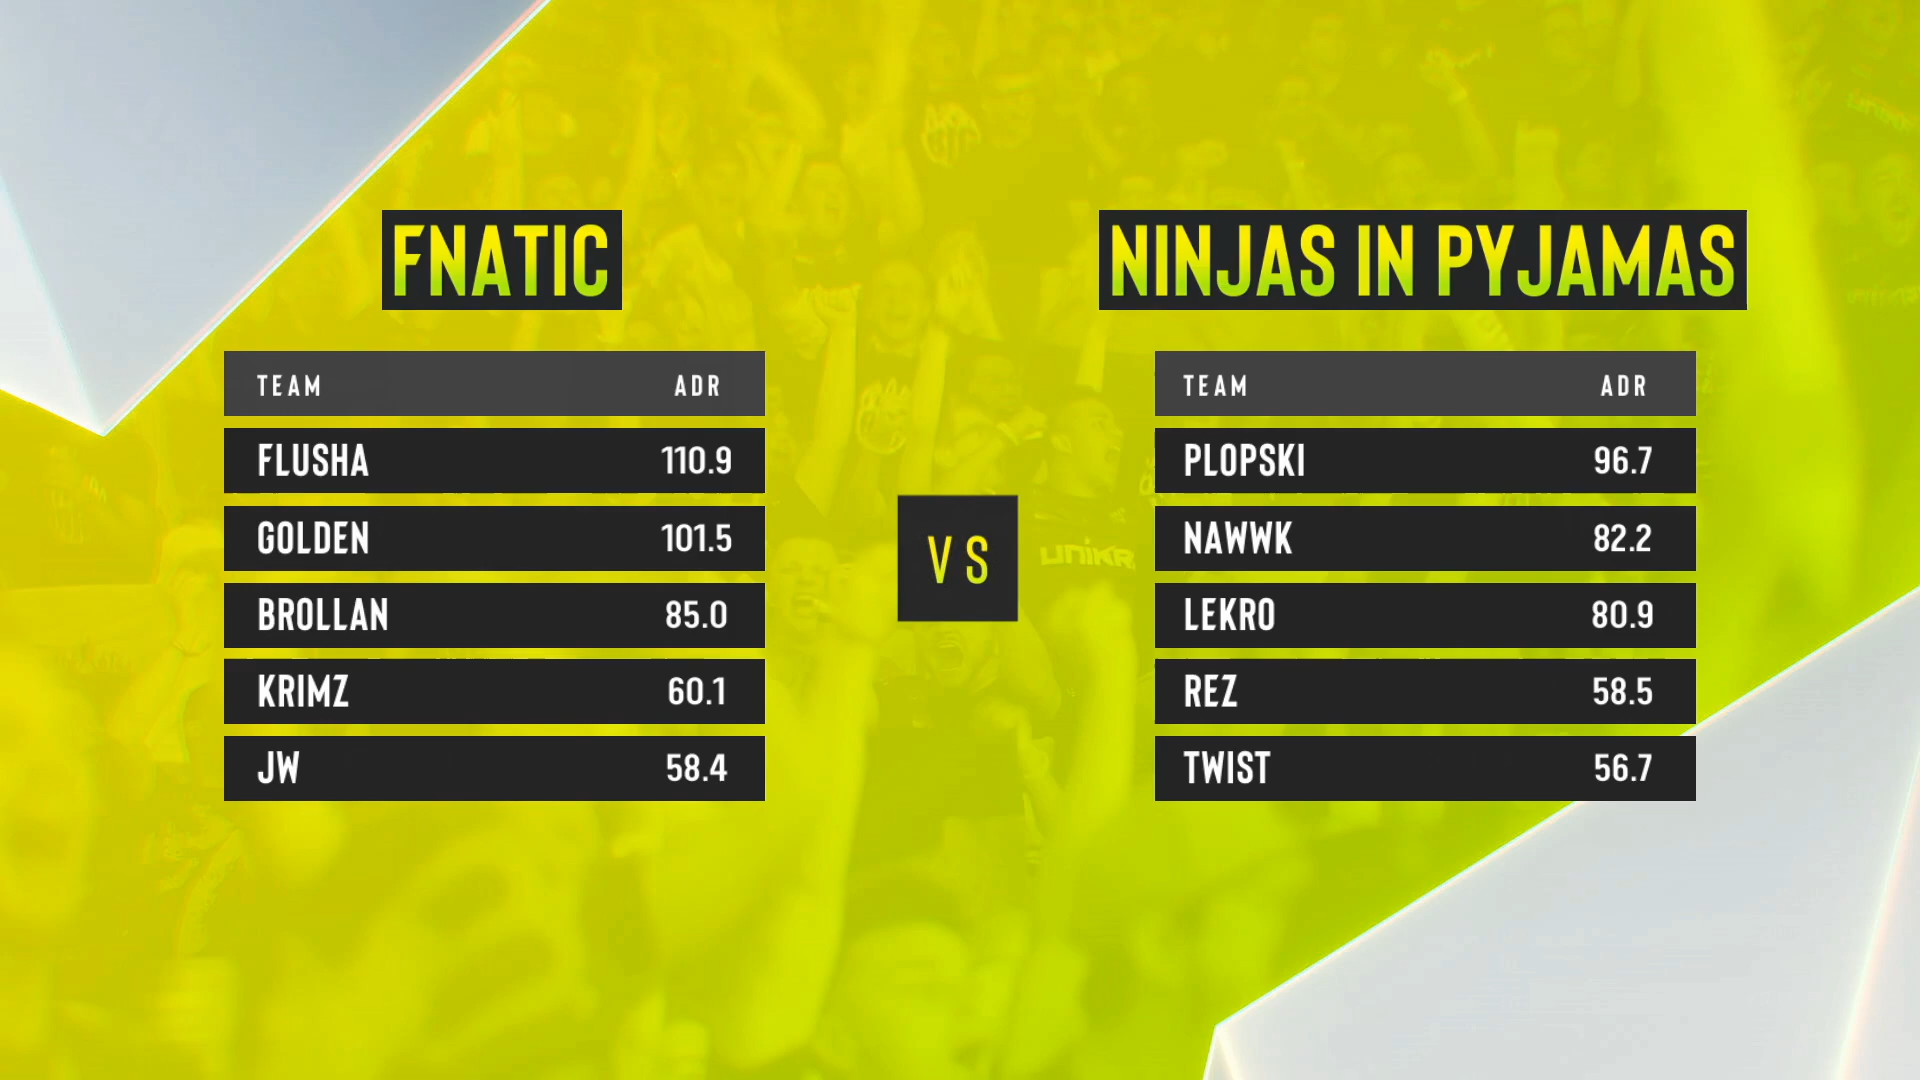 FNATIC
TEAM ADR
FLUSHA 110.9
GOLDEN 101.5
BROLLAN 85.0
KRIMZ 60.1
JW 58.4
VS
NINJAS IN PYJAMAS
TEAM ADR
PLOPSKI 96.7
NAWWK 82.2
LEKRO 80.9
REZ 58.5
TWIST 56.7